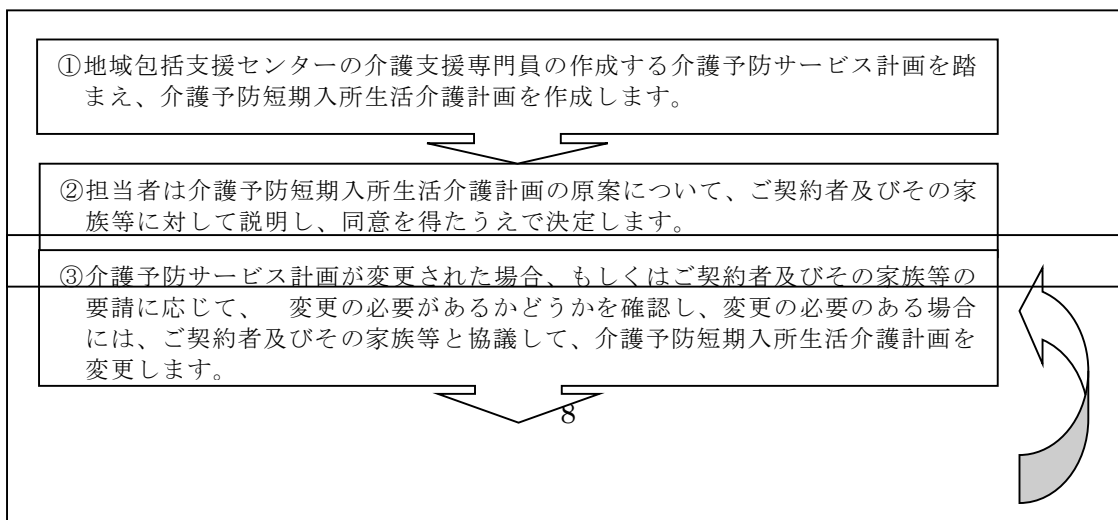 ①地域包括支援センターの介護支援専門員の作成する介護予防サービス計画を踏
まえ、介護予防短期入所生活介護計画を作成します。
②担当者は介護予防短期入所生活介護計画の原案について、ご契約者及びその家
族等に対して説明し、同意を得たうえで決定します。
③介護予防サービス計画が変更された場合、もしくはご契約者及びその家族等の
要請に応じて、　変更の必要があるかどうかを確認し、変更の必要のある場合
には、ご契約者及びその家族等と協議して、介護予防短期入所生活介護計画を
変更します。
8